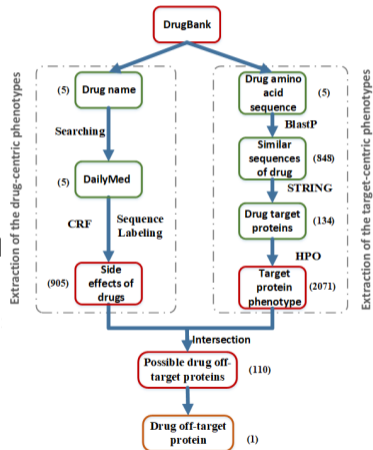 DrugBank
Extraction of the drug-centric phenotypes
(5)
Drug name
Searching
(5)
DailyMed
CRF
Sequence
Labeling
(905)
Side
effects of
drugs
Drug amino
acid
sequence
(5)
BlastP
Similar
sequences
of drug
(848)
STRING
Drug target
proteins
(134)
HPO
Target
protein
phenotype
(2071)
Extraction of the target-centric phenotypes
Intersection
Possible drug off-
target proteins
(110)
Drug off-target
protein
(1)